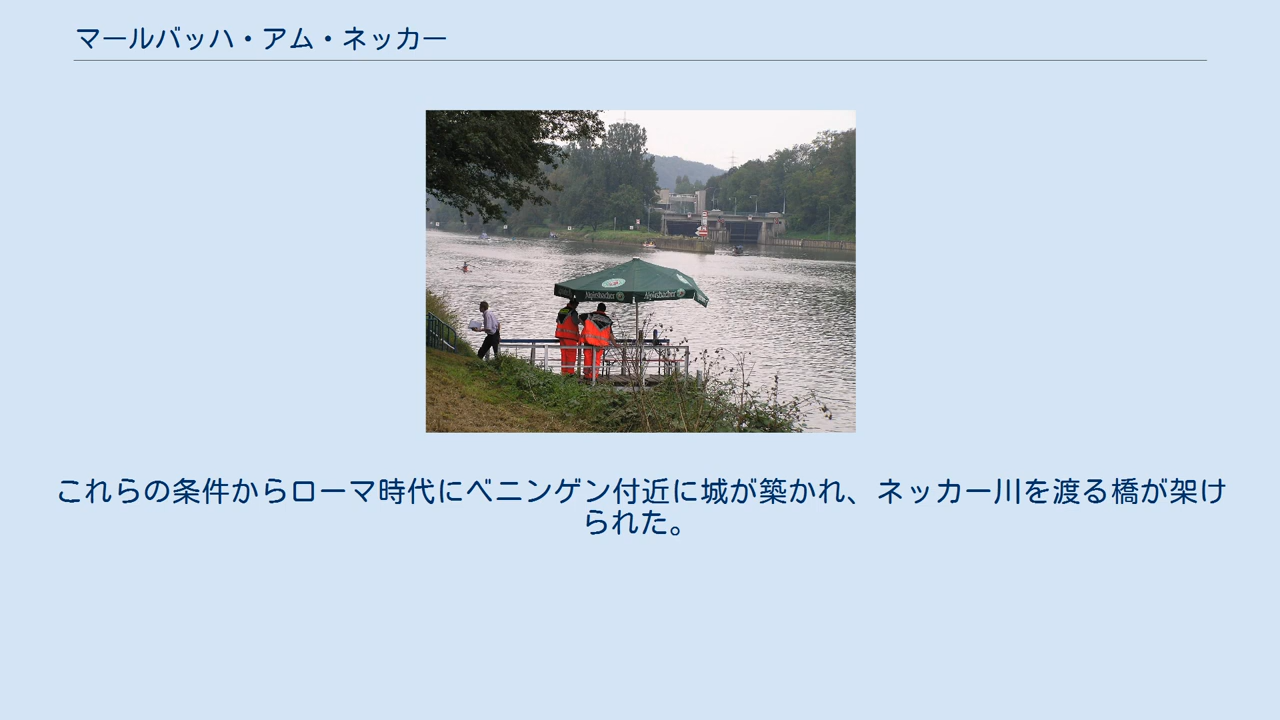 マールバッハ・アム・ネッカー
Alpirsbacher Alpirsbacher
これらの条件からローマ時代にベニンゲン付近に城が築かれ、ネッカー川を渡る橋が架け
られた。